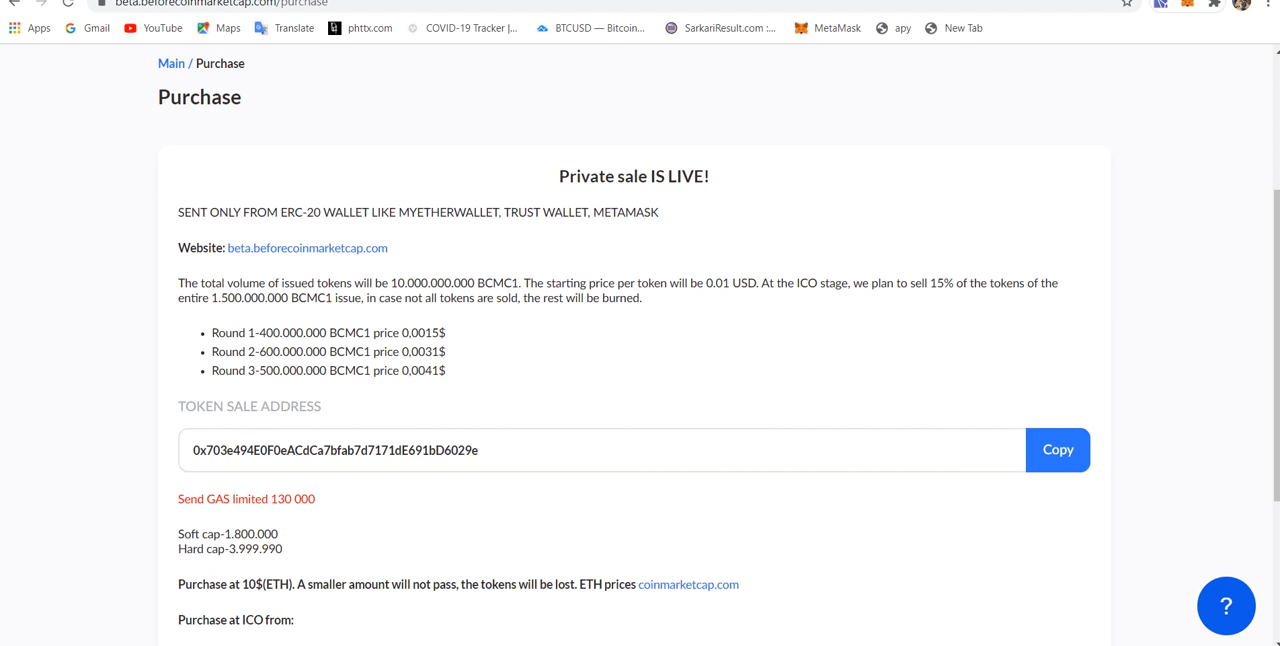 beta.beforecoinmarketcap.com/purchase
Apps Gmail YouTube Maps Translate phttx.com COVID-19 Tracker |... BTCUSD — Bitcoin... SarkariResult.com :... MetaMask apy New Tab
Main / Purchase
Purchase
Private sale IS LIVE!
SENT ONLY FROM ERC-20 WALLET LIKE MYETHERWALLET, TRUST WALLET, METAMASK
Website: beta.beforecoinmarketcap.com
The total volume of issued tokens will be 10.000.000.000 BCMC1. The starting price per token will be 0.01 USD. At the ICO stage, we plan to sell 15% of the tokens of the
entire 1.500.000.000 BCMC1 issue, in case not all tokens are sold, the rest will be burned.
• Round 1-400.000.000 BCMC1 price 0,0015$
• Round 2-600.000.000 BCMC1 price 0,0031$
• Round 3-500.000.000 BCMC1 price 0,0041$
TOKEN SALE ADDRESS
0x703e494E0F0eACdCa7bfab7d7171dE691bD6029e
Copy
Send GAS limited 130 000
Soft cap-1.800.000
Hard cap-3.999.990
Purchase at 10$(ETH). A smaller amount will not pass, the tokens will be lost. ETH prices coinmarketcap.com
?
Purchase at ICO from: